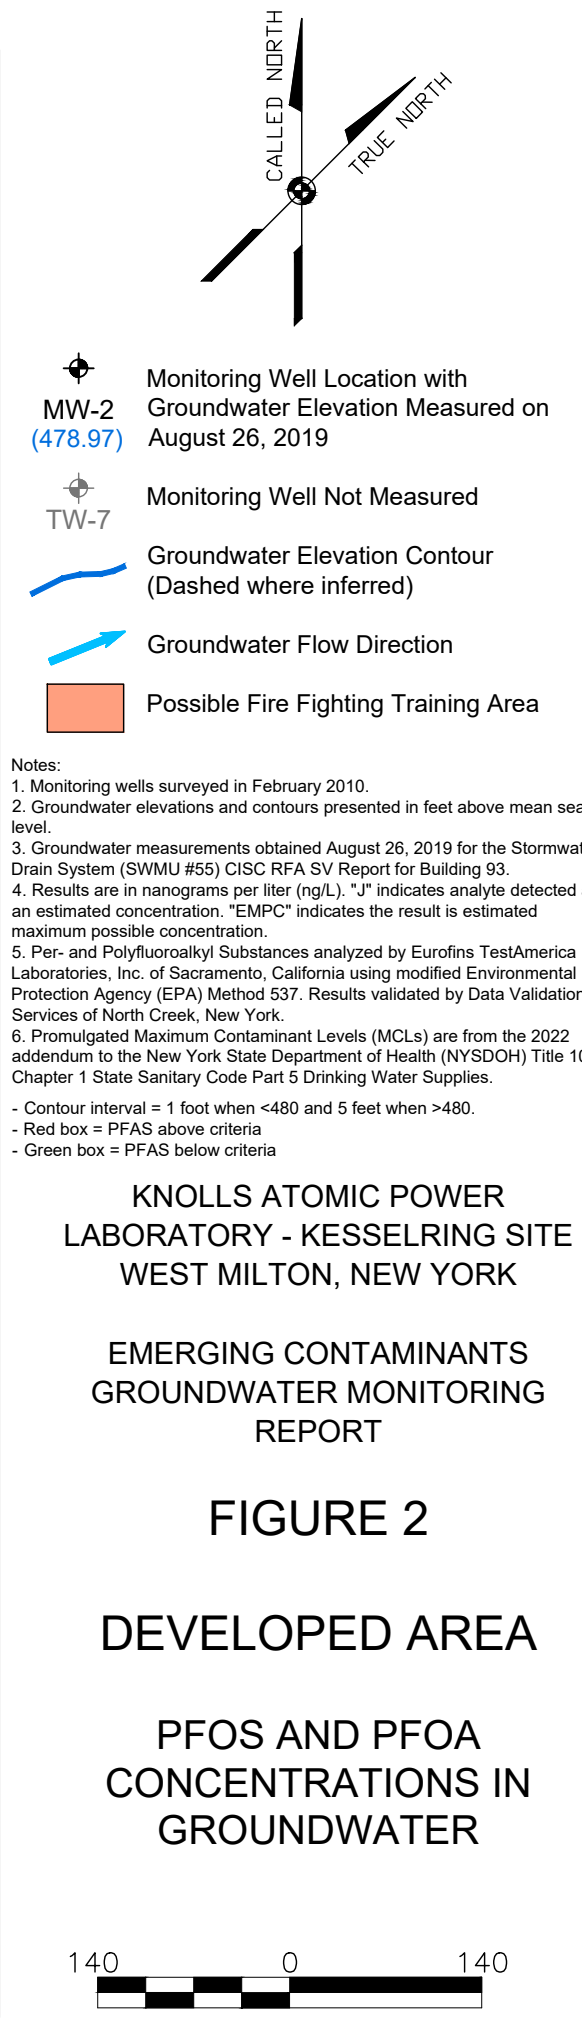 CALLED NORTH
TRUE NORTH
MW-2
(478.97)
Monitoring Well Location with
Groundwater Elevation Measured on
August 26, 2019
TW-7
Monitoring Well Not Measured
Groundwater Elevation Contour
(Dashed where inferred)
Groundwater Flow Direction
Possible Fire Fighting Training Area
Notes:
1. Monitoring wells surveyed in February 2010.
2. Groundwater elevations and contours presented in feet above mean sea
level.
3. Groundwater measurements obtained August 26, 2019 for the
Drain System (SWMU #55) CISC RFA SV Report for Building 93.
4. Results are in nanograms per liter (ng/L). "J" indicates analyte detected
an estimated concentration. "EMPC" indicates the result is estimated
maximum possible concentration.
5. Per- and Polyfluoroalkyl Substances analyzed by Eurofins TestAmerica
Laboratories, Inc. of Sacramento, California using modified Environmental
Protection Agency (EPA) Method 537. Results validated by Data Validation
Services of North Creek, New York.
6. Promulgated Maximum Contaminant Levels (MCLs) are from the 2022
addendum to the New York State Department of Health (NYSDOH) Title
Chapter 1 State Sanitary Code Part 5 Drinking Water Supplies.
- Contour interval = 1 foot when <480 and 5 feet when >480.
- Red box = PFAS above criteria
- Green box = PFAS below criteria
KNOLLS ATOMIC POWER
LABORATORY - KESSELRING SITE
WEST MILTON, NEW YORK
EMERGING CONTAMINANTS
GROUNDWATER MONITORING
REPORT
FIGURE 2
DEVELOPED AREA
PFOS AND PFOA
CONCENTRATIONS IN
GROUNDWATER
140 0 140